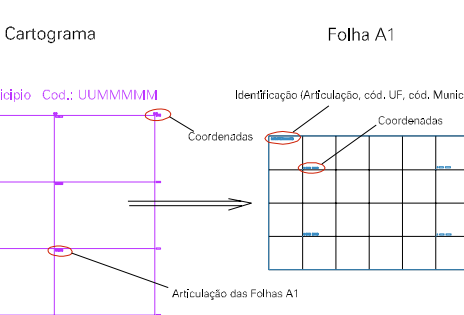 Cartograma
Folha A1
icipio Cod.: UUMMMMM
Identificação (Articulação, cód. UF, cód. Munic
Coordenadas
Coordenadas
Articulação das Folhas A1